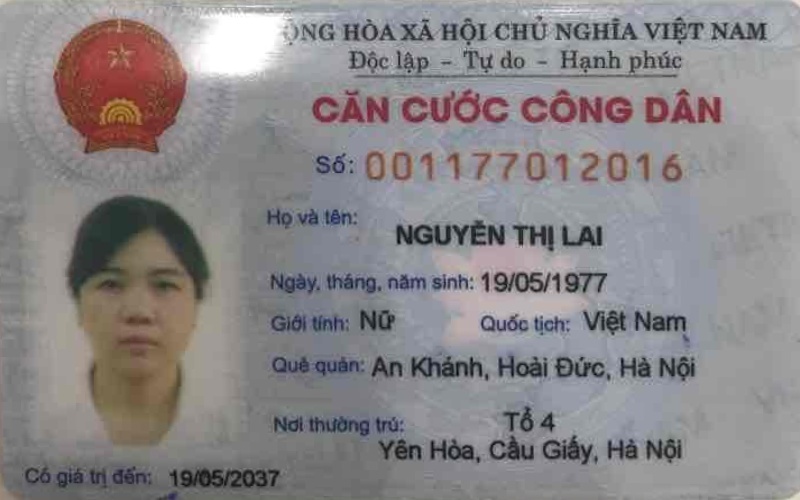 ỘNG HÒA XÃ HỘI CHỦ NGHĨA VIỆT NAM
Độc lập - Tự do - Hạnh phúc
CĂN CƯỚC CÔNG DÂN
Số: 001177012016
Họ và tên:
NGUYỄN THỊ LAI
Ngày, tháng, năm sinh: 19/05/1977
Giới tính: Nữ Quốc tịch: Việt Nam
Quê quán: An Khánh, Hoài Đức, Hà Nội
Nơi thường trú: Tổ 4
Yên Hòa, Cầu Giấy, Hà Nội
Có giá trị đến: 19/05/2037